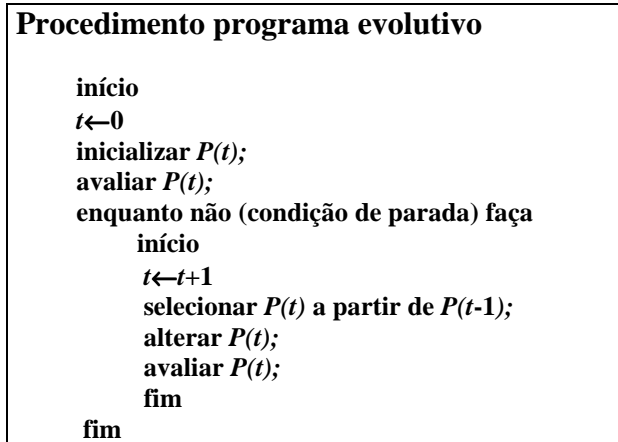 Procedimento programa evolutivo
início
t←0
inicializar P(t);
avaliar P(t);
enquanto não (condição de parada) faça
início
t←t+1
selecionar P(t) a partir de P(t-1);
alterar P(t);
avaliar P(t);
fim
fim